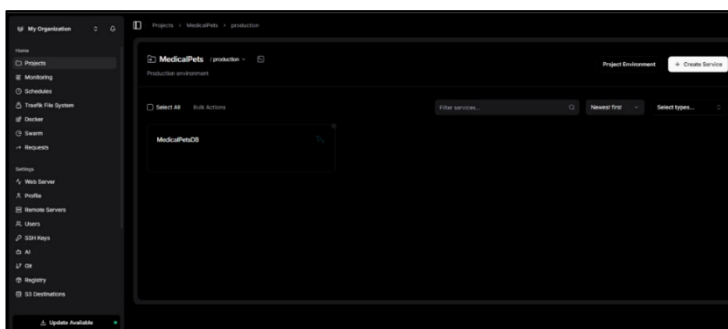 My Organization
Home
Projects
Monitoring
Schedules
Traefik File System
Docker
Swarm
Requests
Settings
Web Server
Profile
Remote Servers
Users
SSH Keys
AI
Git
Registry
S3 Destinations
Update Available
Projects > MedicalPets > production
MedicalPets / production
Production environment
Project Environment
+ Create Service
Select All Bulk Actions
Filter services...
Newest first
Select types...
MedicalPetsDB